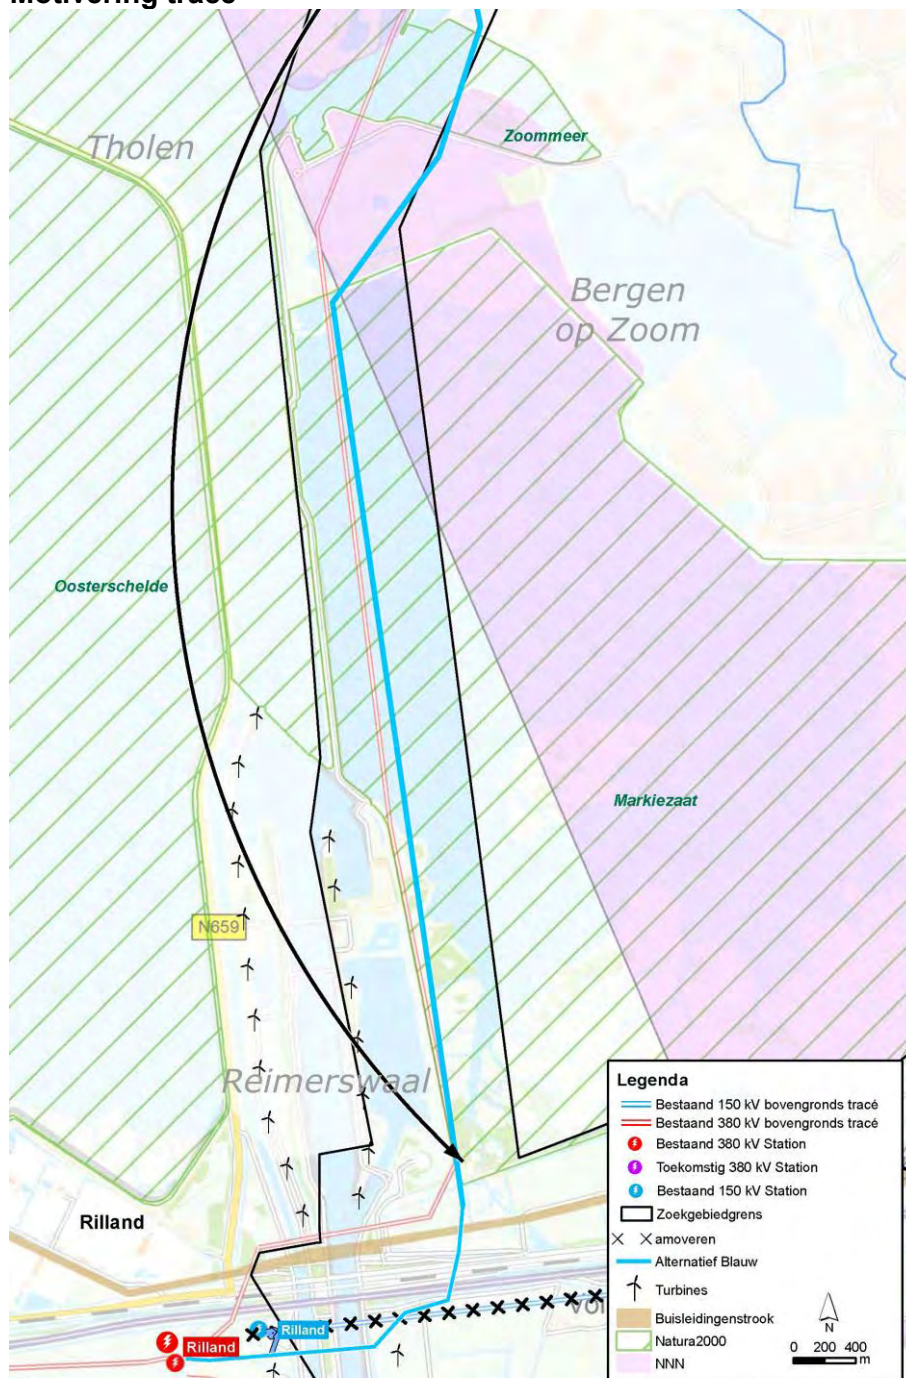 Motivering tracé
Tholen
Zoommeer
Bergen
op Zoom
Oosterschelde
Markiezaat
N659
Reimerswaal
Rilland
Rilland
Rilland
Legenda
Bestaand 150 kV bovengronds tracé
Bestaand 380 kV bovengronds tracé
Bestaand 380 kV Station
Toekomstig 380 kV Station
Bestaand 150 kV Station
Zoekgebiedgrens
amoveren
Alternatief Blauw
Turbines
Buisleidingenstrook
Natura2000
NNN
N
0 200 400
m